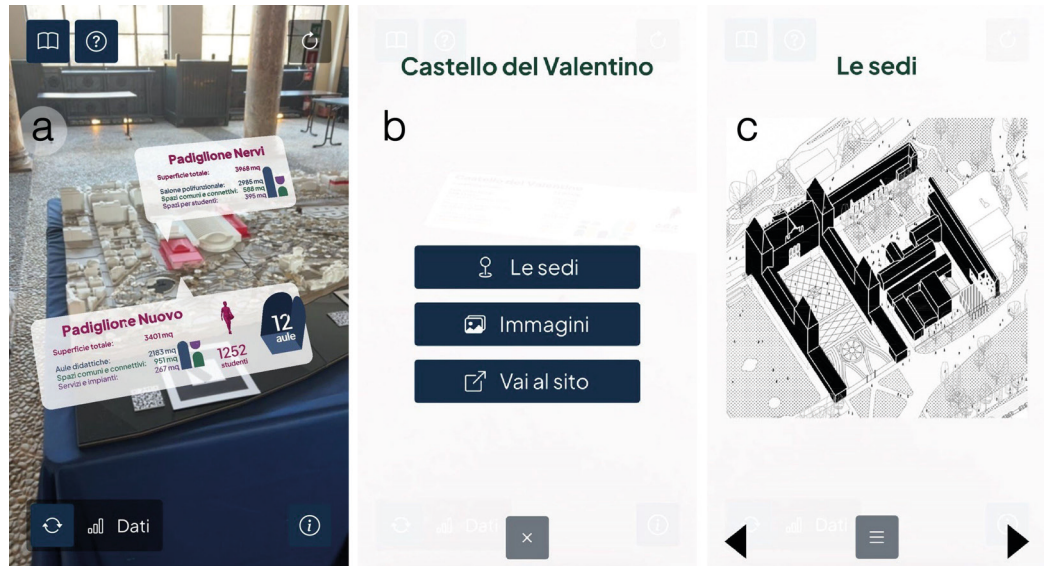 a
Padiglione Nervi
Superficie totale: 3968 mq
Salone polifunzionale: 2985 mq
Spazi comuni e connettivi: 588 mq
Spazi per studenti: 395 mq
Padiglione Nuovo
Superficie totale: 3401 mq
Aule didattiche: 2183 mq
Spazi comuni e connettivi: 951 mq
Servizi e impianti: 267 mq
1252
studenti
12
aule
Dati
Castello del Valentino
b
Le sedi
Immagini
Vai al sito
Dati
Le sedi
c
Dati